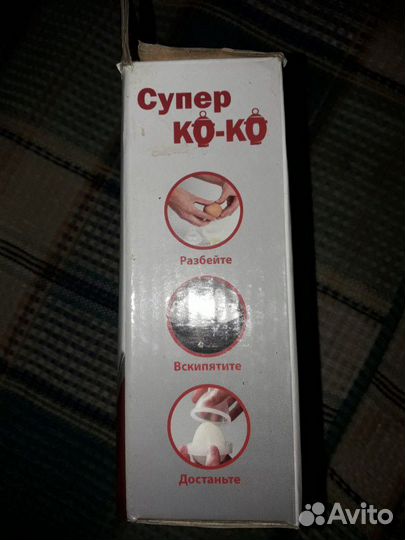 Супер
КО-КО
Разбейте
Вскипятите
Достаньте
Avito